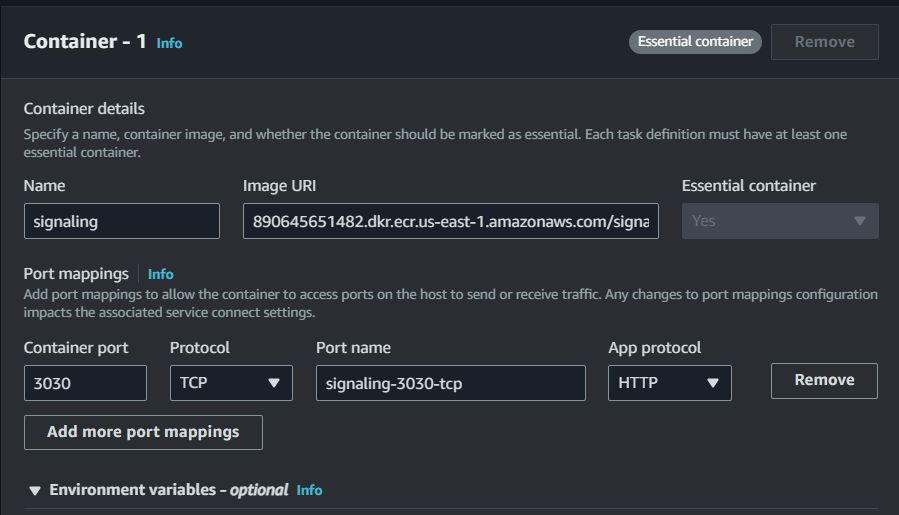 Container - 1 Info
Essential container
Remove
Container details
Specify a name, container image, and whether the container should be marked as essential. Each task definition must have at least one
essential container.
Name
Image URI
Essential container
signaling
890645651482.dkr.ecr.us-east-1.amazonaws.com/signa
Yes
Port mappings Info
Add port mappings to allow the container to access ports on the host to send or receive traffic. Any changes to port mappings configuration
impacts the associated service connect settings.
Container port
Protocol
Port name
App protocol
3030
TCP
signaling-3030-tcp
HTTP
Remove
Add more port mappings
Environment variables - optional Info